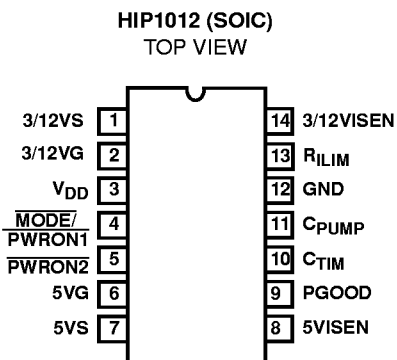 HIP1012 (SOIC)
TOP VIEW
3/12VS 1 14 3/12VISEN
3/12VG 2 13 RILIM
VDD 3 12 GND
MODE/
PWRON1 4 11 CPUMP
PWRON2 5 10 CTIM
5VG 6 9 PGOOD
5VS 7 8 5VISEN